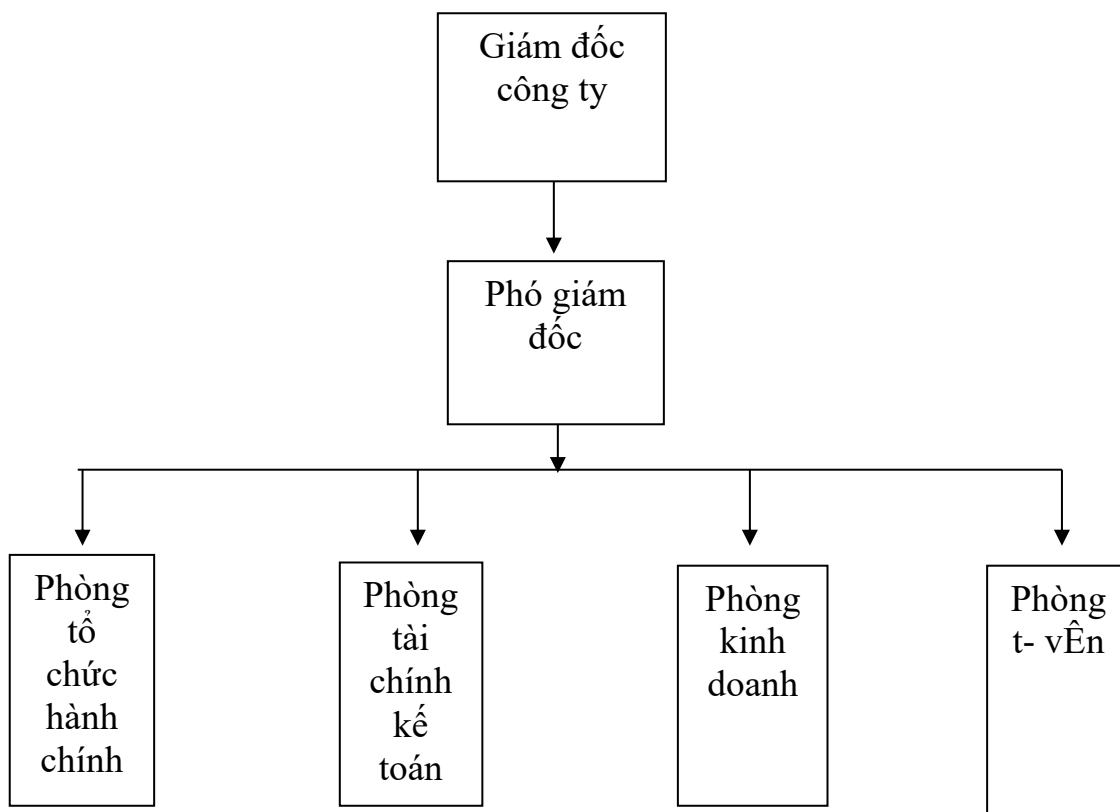 Giám đốc
công ty
Phó giám
đốc
Phòng
tổ
chức
hành
chính
Phòng
tài
chính
kế
toán
Phòng
kinh
doanh
Phòng
t- vÊn